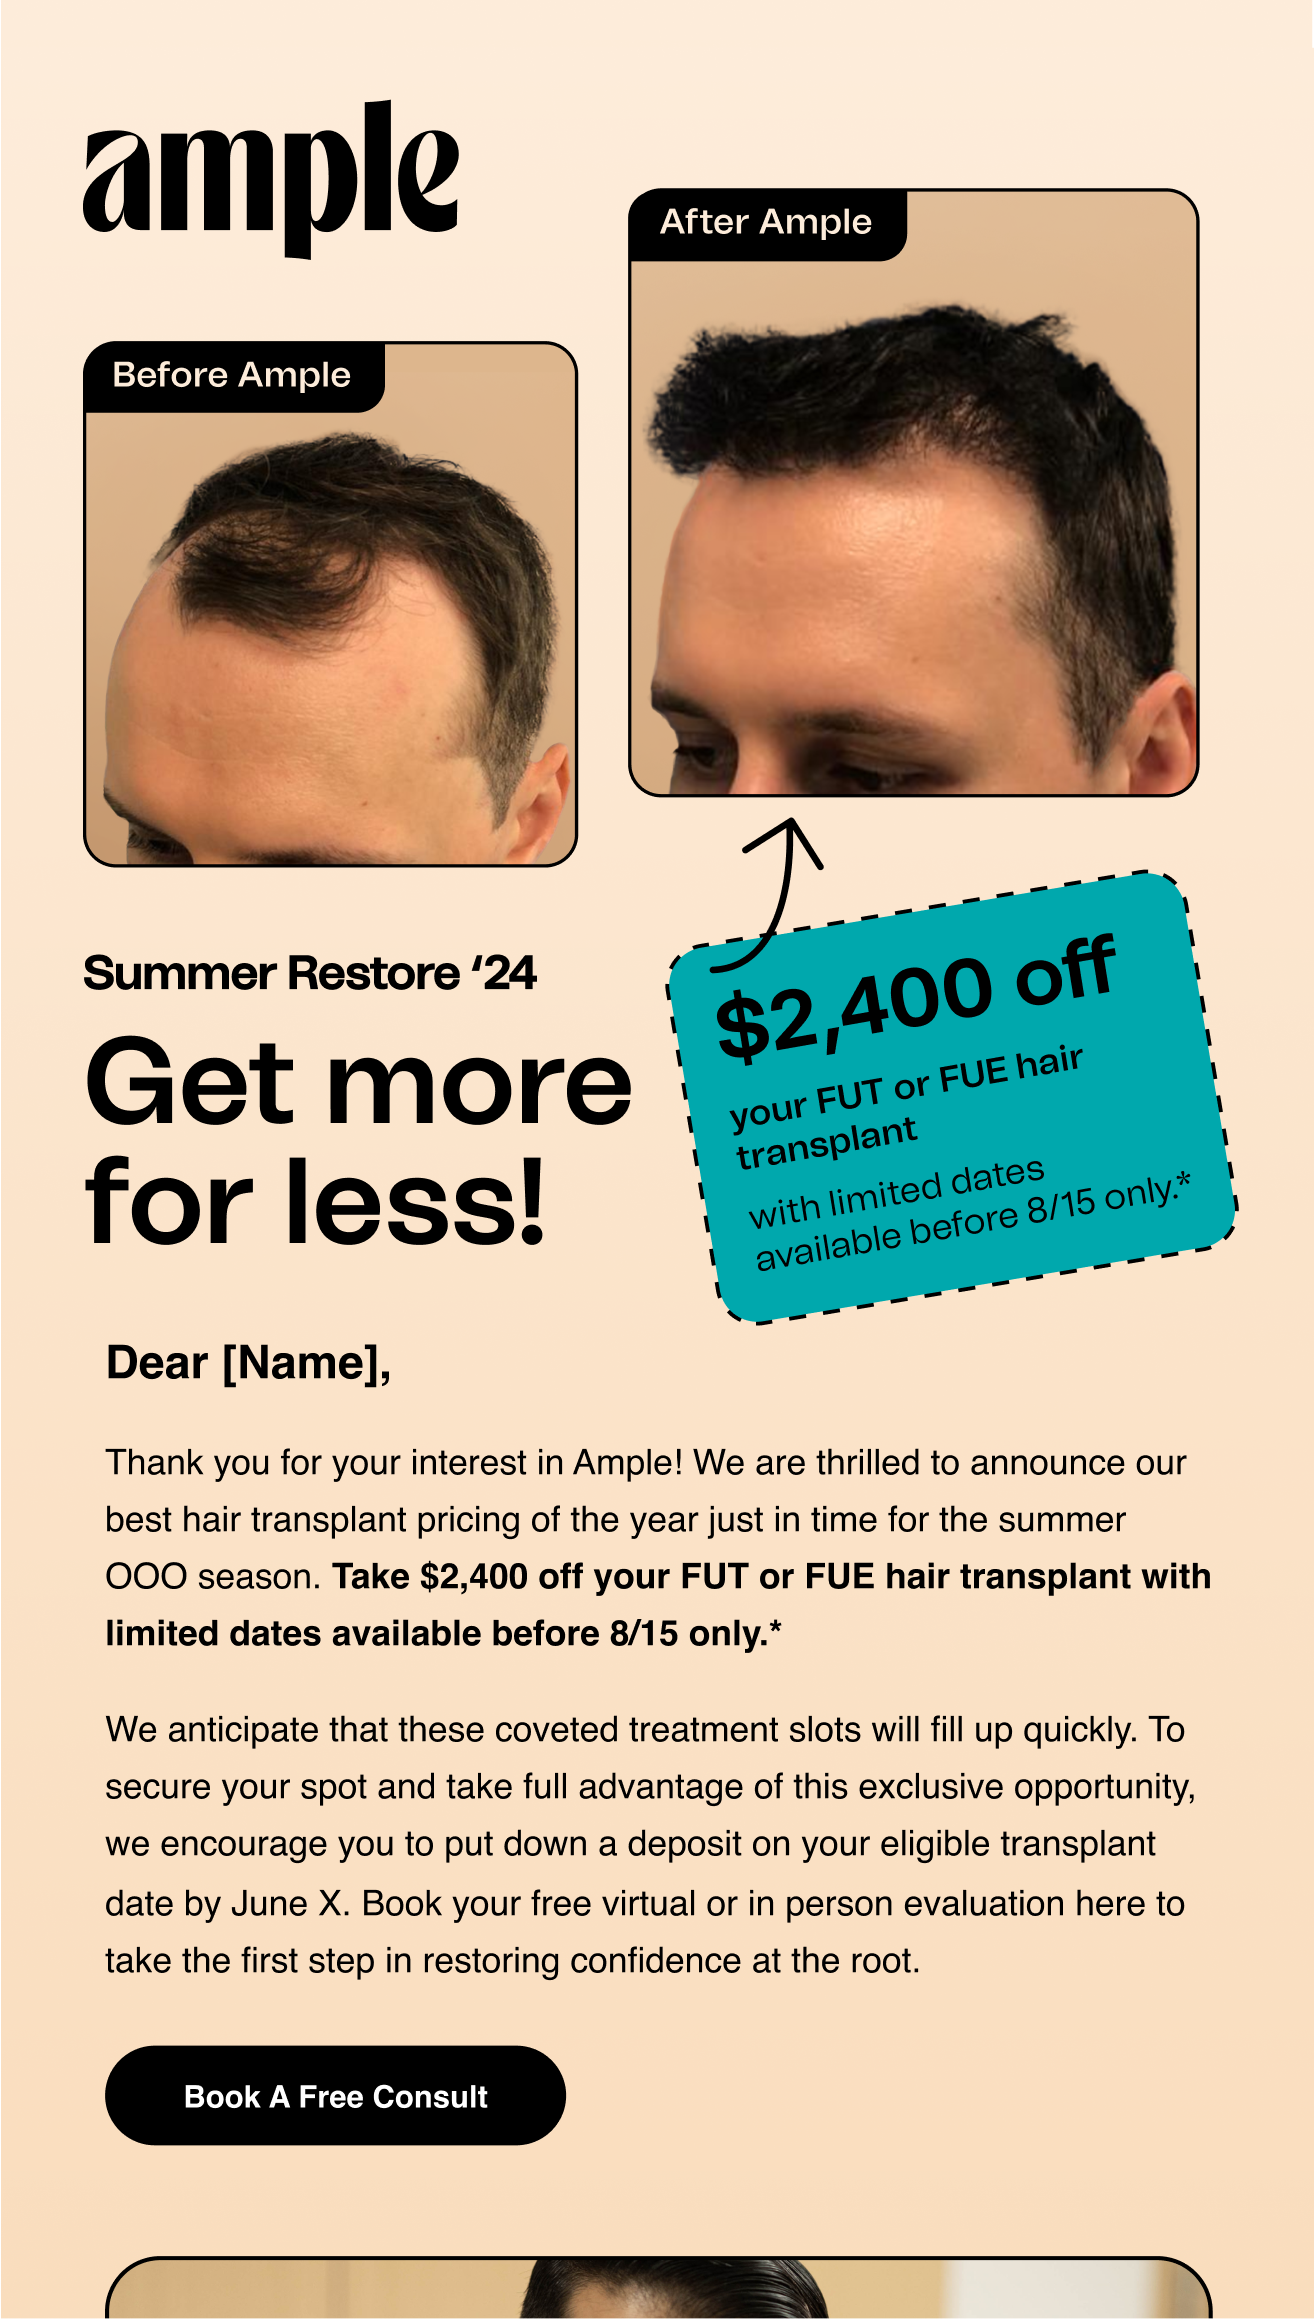 ample
After Ample
Before Ample
Summer Restore ‘24
Get more
for less!
$2,400 off
your FUT or FUE hair
transplant
with limited dates
available before 8/15 only.*
Dear [Name],
Thank you for your interest in Ample! We are thrilled to announce our
best hair transplant pricing of the year just in time for the summer
OOO season. Take $2,400 off your FUT or FUE hair transplant with
limited dates available before 8/15 only.*
We anticipate that these coveted treatment slots will fill up quickly. To
secure your spot and take full advantage of this exclusive opportunity,
we encourage you to put down a deposit on your eligible transplant
date by June X. Book your free virtual or in person evaluation here to
take the first step in restoring confidence at the root.
Book A Free Consult